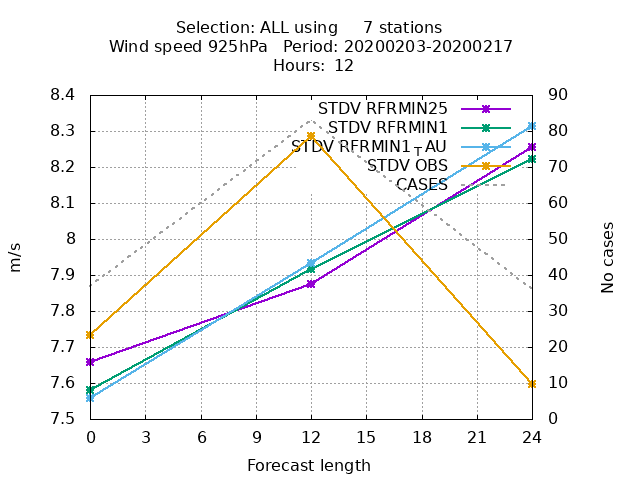 Selection: ALL using     7 stations
Wind speed 925hPa   Period: 20200203-20200217
Hours:  12
STDV RFRMIN25
STDV RFRMIN1
STDV RFRMIN1TAU
STDV OBS
CASES
8.4
8.3
8.2
8.1
8
7.9
7.8
7.7
7.6
7.5
m/s
90
80
70
60
50
40
30
20
10
0
No cases
0 3 6 9 12 15 18 21 24
Forecast length